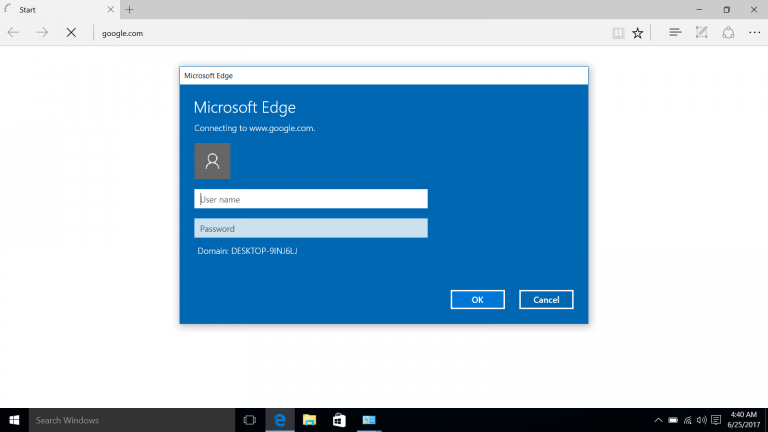 Start
google.com
Microsoft Edge
Microsoft Edge
Connecting to www.google.com.
User name
Password
Domain: DESKTOP-9INJ6LJ
OK Cancel
Search Windows
4:40 AM
6/25/2017